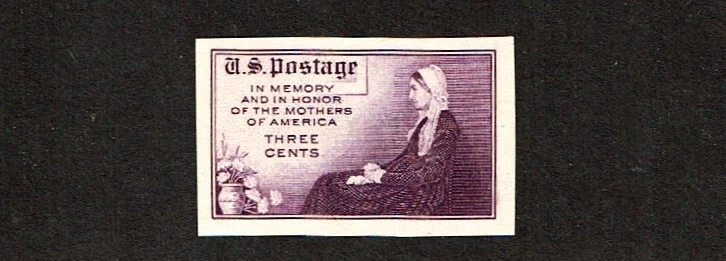 U.S. Postage
IN MEMORY
AND IN HONOR
OF THE MOTHERS
OF AMERICA
THREE
CENTS